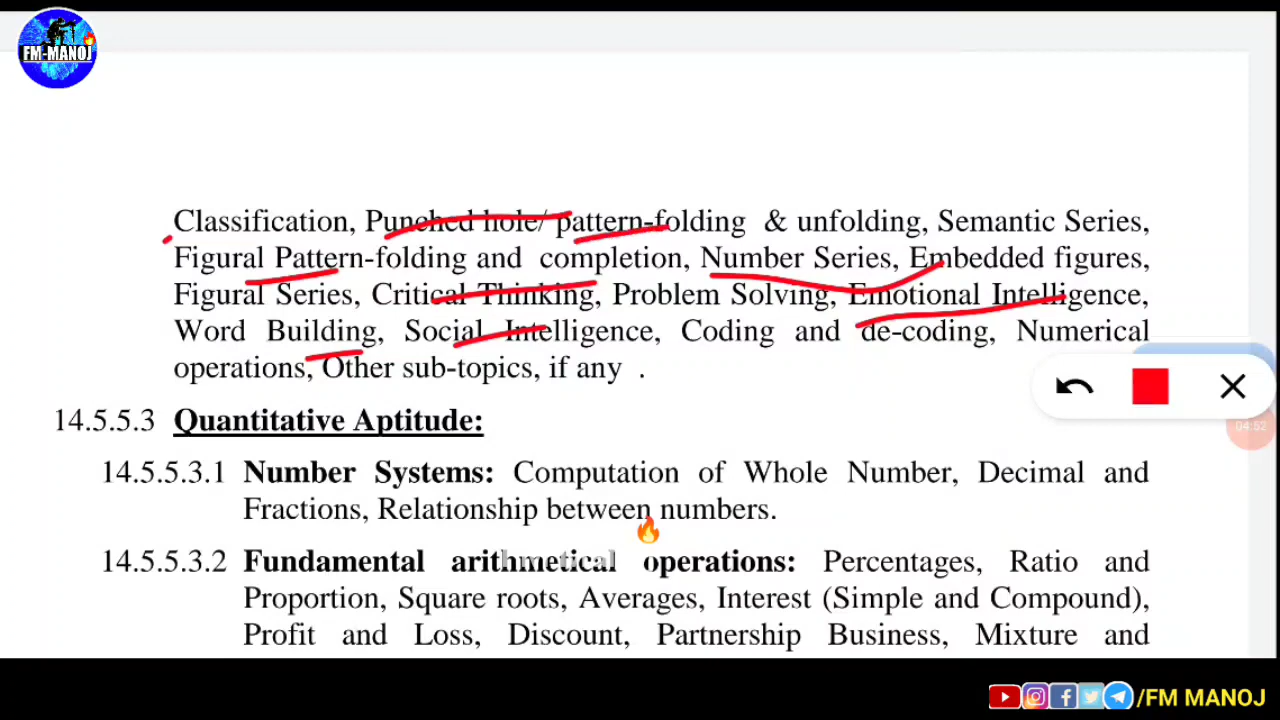 FM-MANOJ
Classification, Punched hole/ pattern-folding & unfolding, Semantic Series,
Figural Pattern-folding and completion, Number Series, Embedded figures,
Figural Series, Critical Thinking, Problem Solving, Emotional Intelligence,
Word Building, Social Intelligence, Coding and de-coding, Numerical
operations, Other sub-topics, if any .
04:52
14.5.5.3 Quantitative Aptitude:
14.5.5.3.1 Number Systems: Computation of Whole Number, Decimal and
Fractions, Relationship between numbers.
14.5.5.3.2 Fundamental arithmetical operations: Percentages, Ratio and
Proportion, Square roots, Averages, Interest (Simple and Compound),
Profit and Loss, Discount, Partnership Business, Mixture and
/FM MANOJ